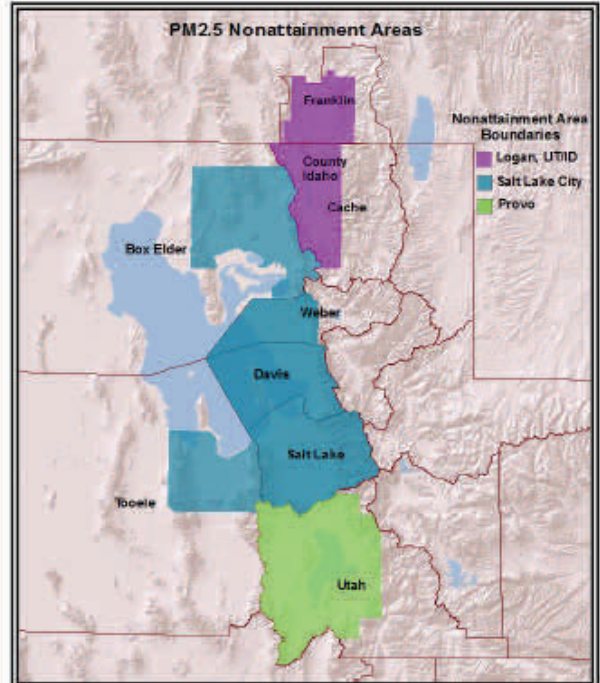 PM2.5 Nonattainment Areas
Franklin
Nonattainment Area
Boundaries
Logan, UT/ID
Salt Lake City
Provo
County
Idaho
Cache
Box Elder
Weber
Davis
Salt Lake
Tooele
Utah